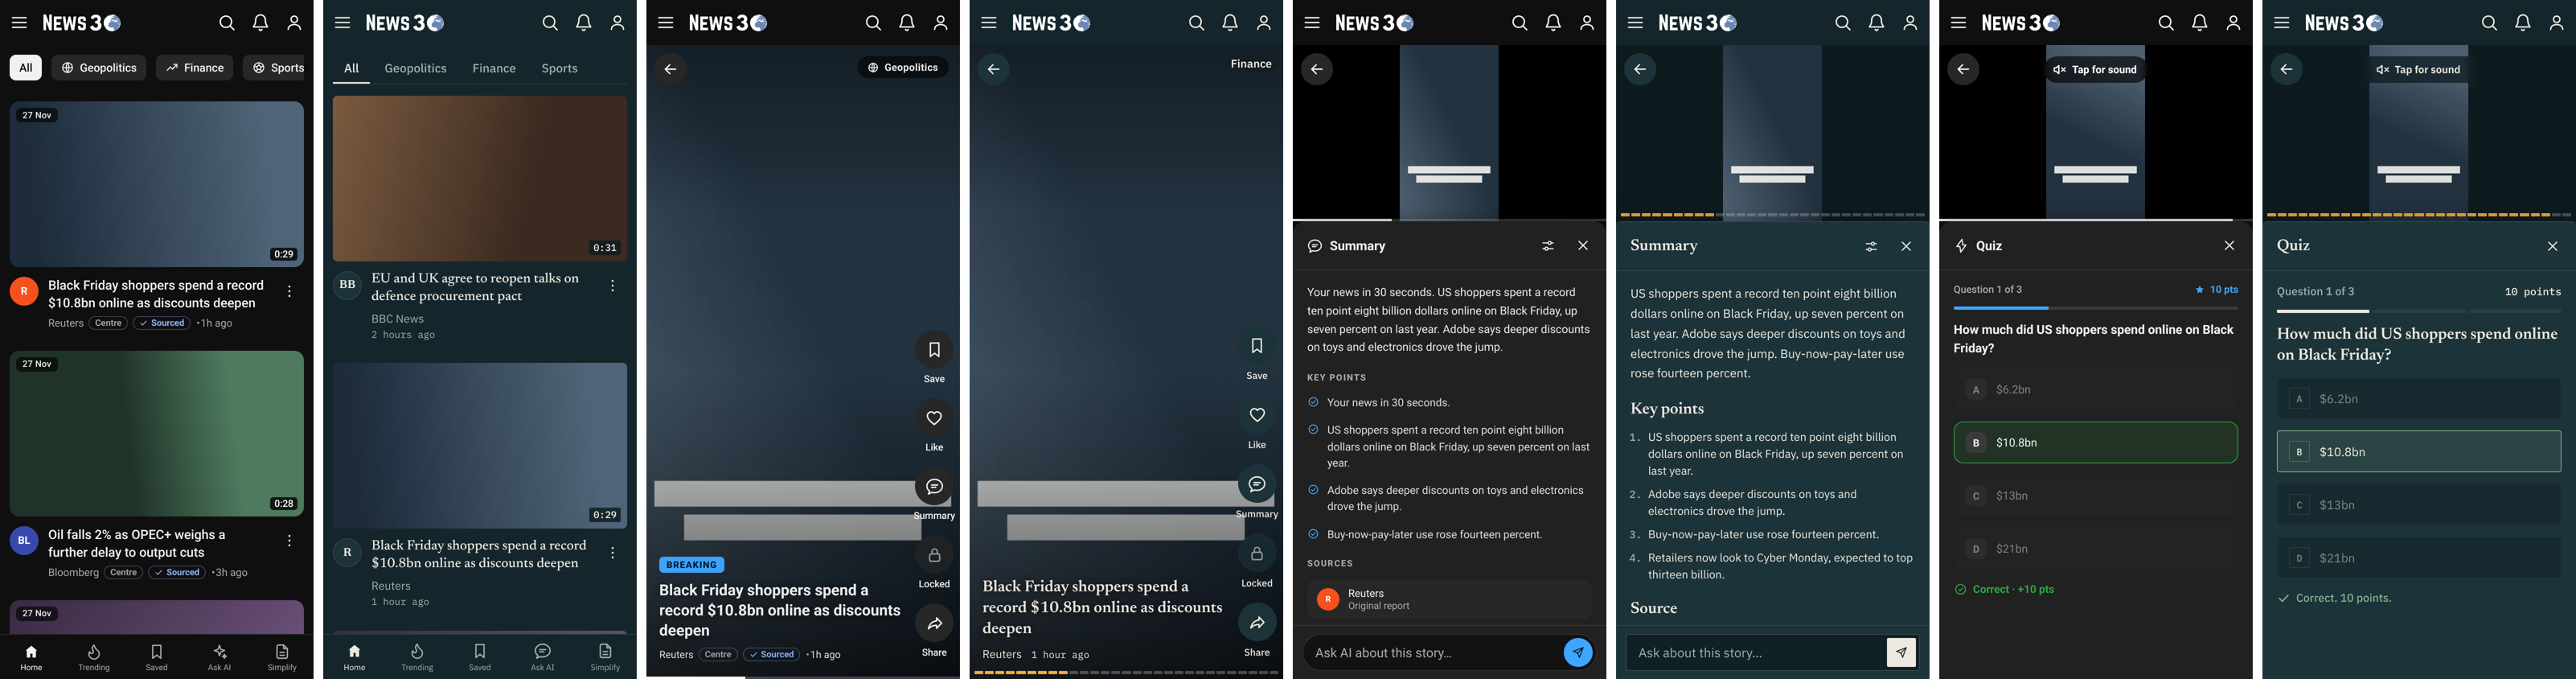 NEWS 30
All
Geopolitics
Finance
Sports
27 Nov
0:29
R
Black Friday shoppers spend a record
$10.8bn online as discounts deepen
Reuters
Centre
Sourced
•1h ago
27 Nov
0:28
BL
Oil falls 2% as OPEC+ weighs a
further delay to output cuts
Bloomberg
Centre
Sourced
•3h ago
27 Nov
Home
Trending
Saved
Ask AI
Simplify
NEWS 30
All
Geopolitics
Finance
Sports
0:31
BB
EU and UK agree to reopen talks on
defence procurement pact
BBC News
2 hours ago
0:29
R
Black Friday shoppers spend a record
$10.8bn online as discounts deepen
Reuters
1 hour ago
Home
Trending
Saved
Ask AI
Simplify
NEWS 30
Geopolitics
Save
Like
Summary
Locked
Share
BREAKING
Black Friday shoppers spend a
record $10.8bn online as discounts
deepen
Reuters
Centre
Sourced
•1h ago
NEWS 30
Finance
Save
Like
Summary
Locked
Share
Black Friday shoppers spend a
record $10.8bn online as discounts
deepen
Reuters
1 hour ago
NEWS 30
Summary
Your news in 30 seconds. US shoppers spent a record
ten point eight billion dollars online on Black Friday, up
seven percent on last year. Adobe says deeper discounts
on toys and electronics drove the jump.
KEY POINTS
Your news in 30 seconds.
US shoppers spent a record ten point eight billion
dollars online on Black Friday, up seven percent on last
year.
Adobe says deeper discounts on toys and electronics
drove the jump.
Buy-now-pay-later use rose fourteen percent.
SOURCES
R
Reuters
Original report
Ask AI about this story...
NEWS 30
Summary
US shoppers spent a record ten point eight billion
dollars online on Black Friday, up seven percent on
last year. Adobe says deeper discounts on toys and
electronics drove the jump. Buy-now-pay-later use
rose fourteen percent.
Key points
1. US shoppers spent a record ten point eight billion
dollars online on Black Friday, up seven percent on
last year.
2. Adobe says deeper discounts on toys and
electronics drove the jump.
3. Buy-now-pay-later use rose fourteen percent.
4. Retailers now look to Cyber Monday, expected to top
thirteen billion.
Source
Ask about this story...
NEWS 30
Tap for sound
Quiz
Question 1 of 3
10 pts
How much did US shoppers spend online on Black
Friday?
A $6.2bn
B $10.8bn
C $13bn
D $21bn
Correct · +10 pts
NEWS 30
Tap for sound
Quiz
Question 1 of 3
10 points
How much did US shoppers spend online
on Black Friday?
A $6.2bn
B $10.8bn
C $13bn
D $21bn
Correct. 10 points.